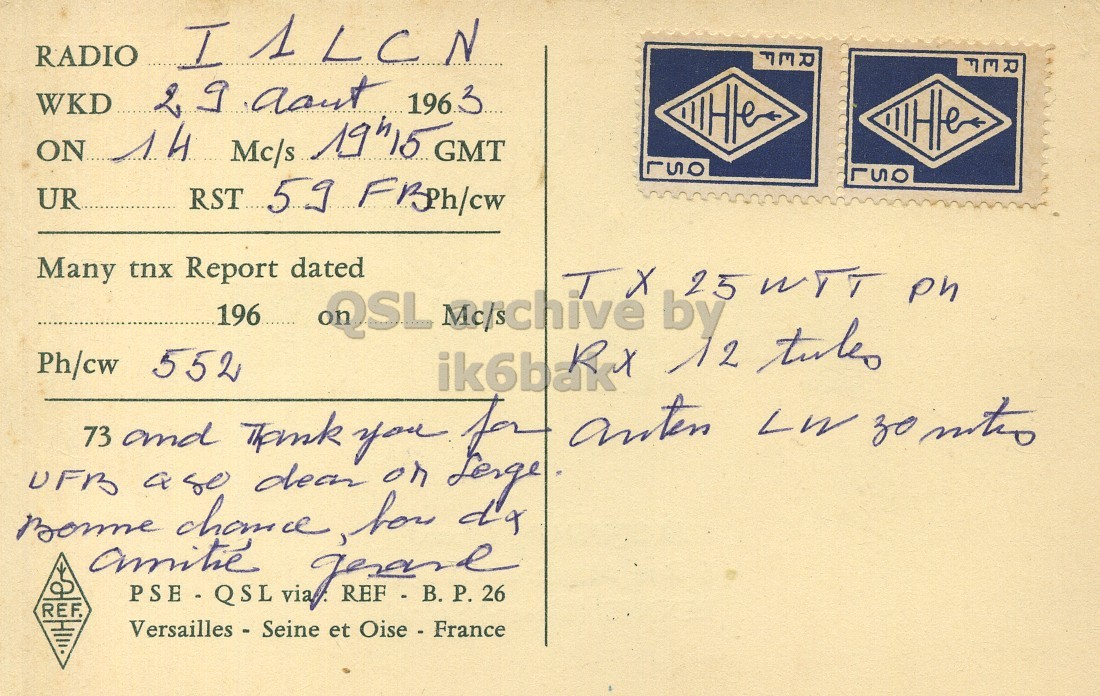 RADIO I 1 L C N
WKD 29 Aout 1963
ON 14 Mc/s 19h15 GMT
UR RST 59 FB Ph/cw
Many tnx Report dated
196 on Mc/s
Ph/cw 552
73 and Thank you for
UFB qso dear OM Serge.
Bonne chance, bon dx
amitié gerard
PSE - QSL via: REF - B. P. 26
Versailles - Seine et Oise - France
REF.
REF
QSL
REF
QSL
TX 25 WTT PH
RX 12 tubes
anten LW 30 mtrs
QSL archive by
ik6bak